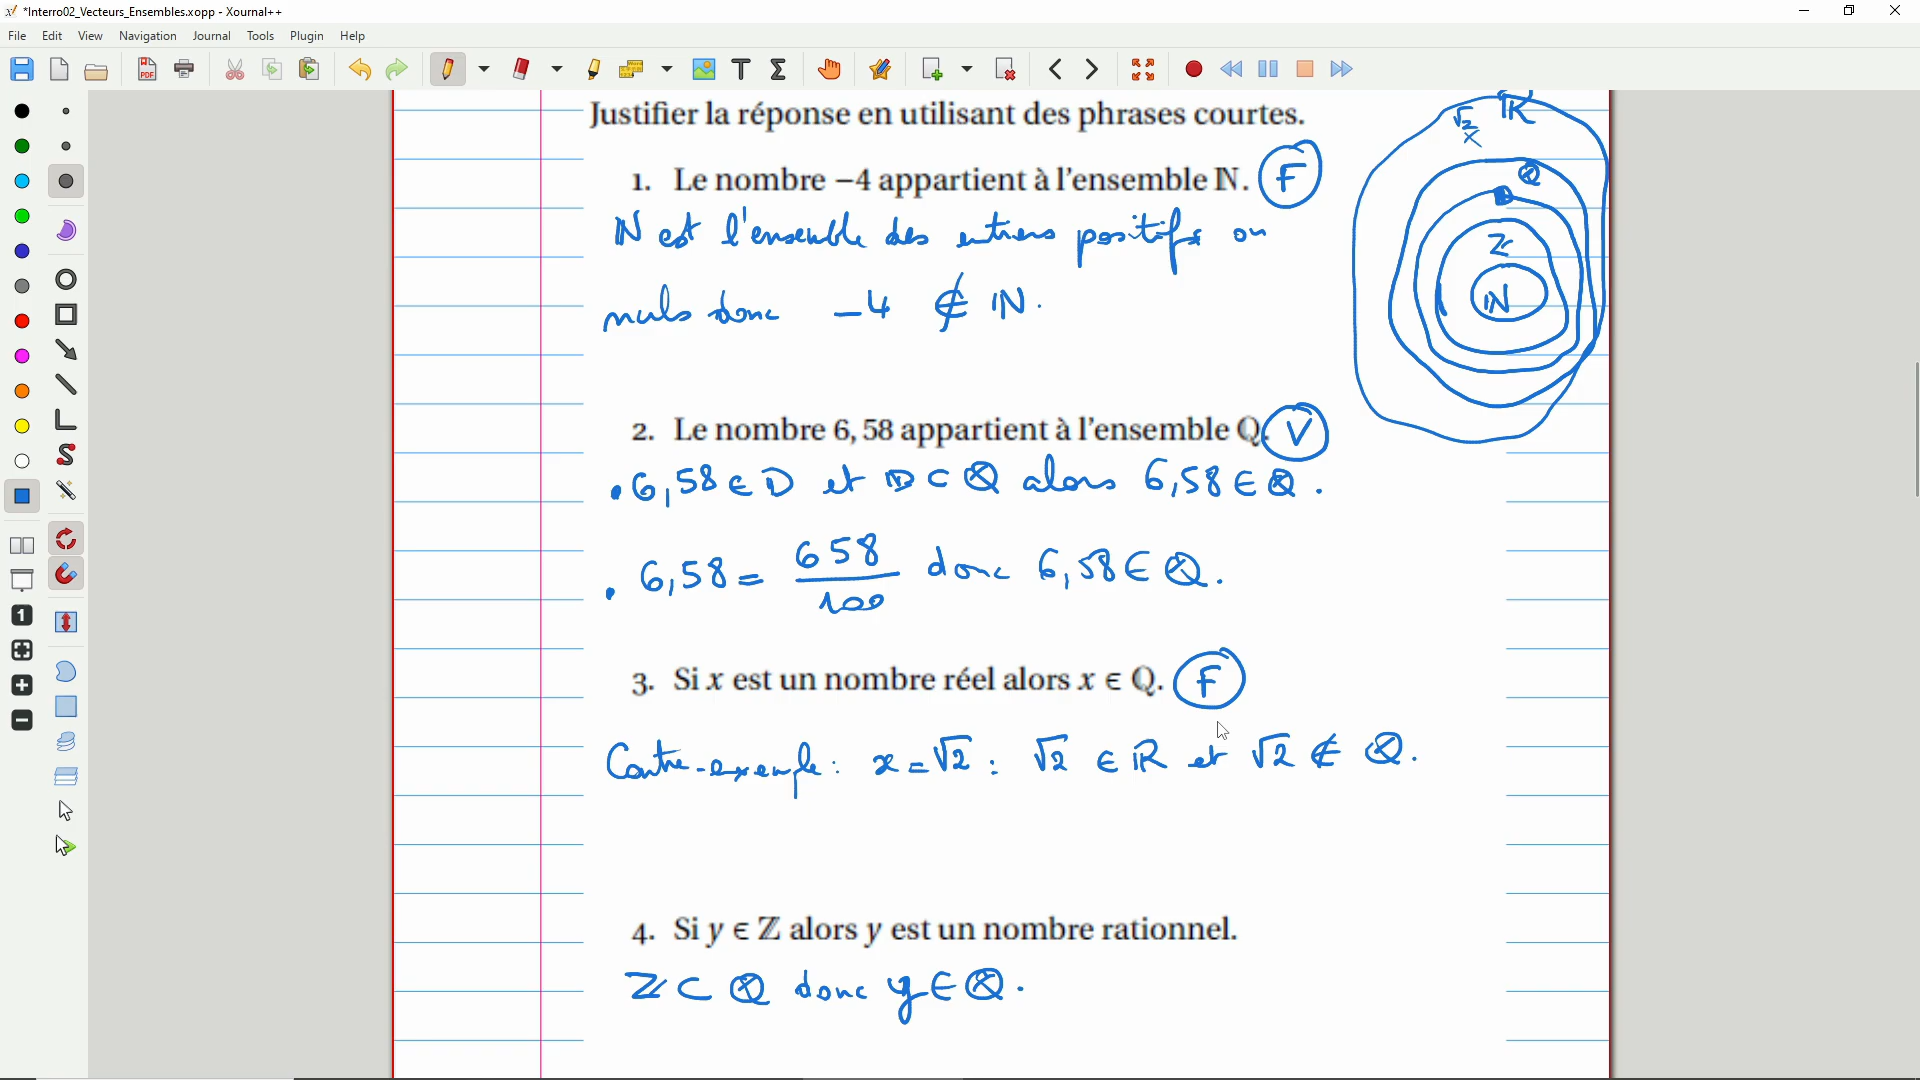 *Interro02_Vecteurs_Ensembles.xopp - Xournal++
File Edit View Navigation Journal Tools Plugin Help
Justifier la réponse en utilisant des phrases courtes.
1. Le nombre −4 appartient à l'ensemble ℕ. F
ℕ est l'ensemble des entiers positifs ou
nuls donc −4 ∉ ℕ.
2. Le nombre 6,58 appartient à l'ensemble ℚ. V
• 6,58 ∈ D et D ⊂ ℚ alors 6,58 ∈ ℚ.
• 6,58 = 658/100 donc 6,58 ∈ ℚ.
3. Si x est un nombre réel alors x ∈ ℚ. F
Contre-exemple : x = √2 : √2 ∈ ℝ et √2 ∉ ℚ.
4. Si y ∈ ℤ alors y est un nombre rationnel.
ℤ ⊂ ℚ donc y ∈ ℚ.
ℝ
√2
×
ℚ
ℤ
ℕ